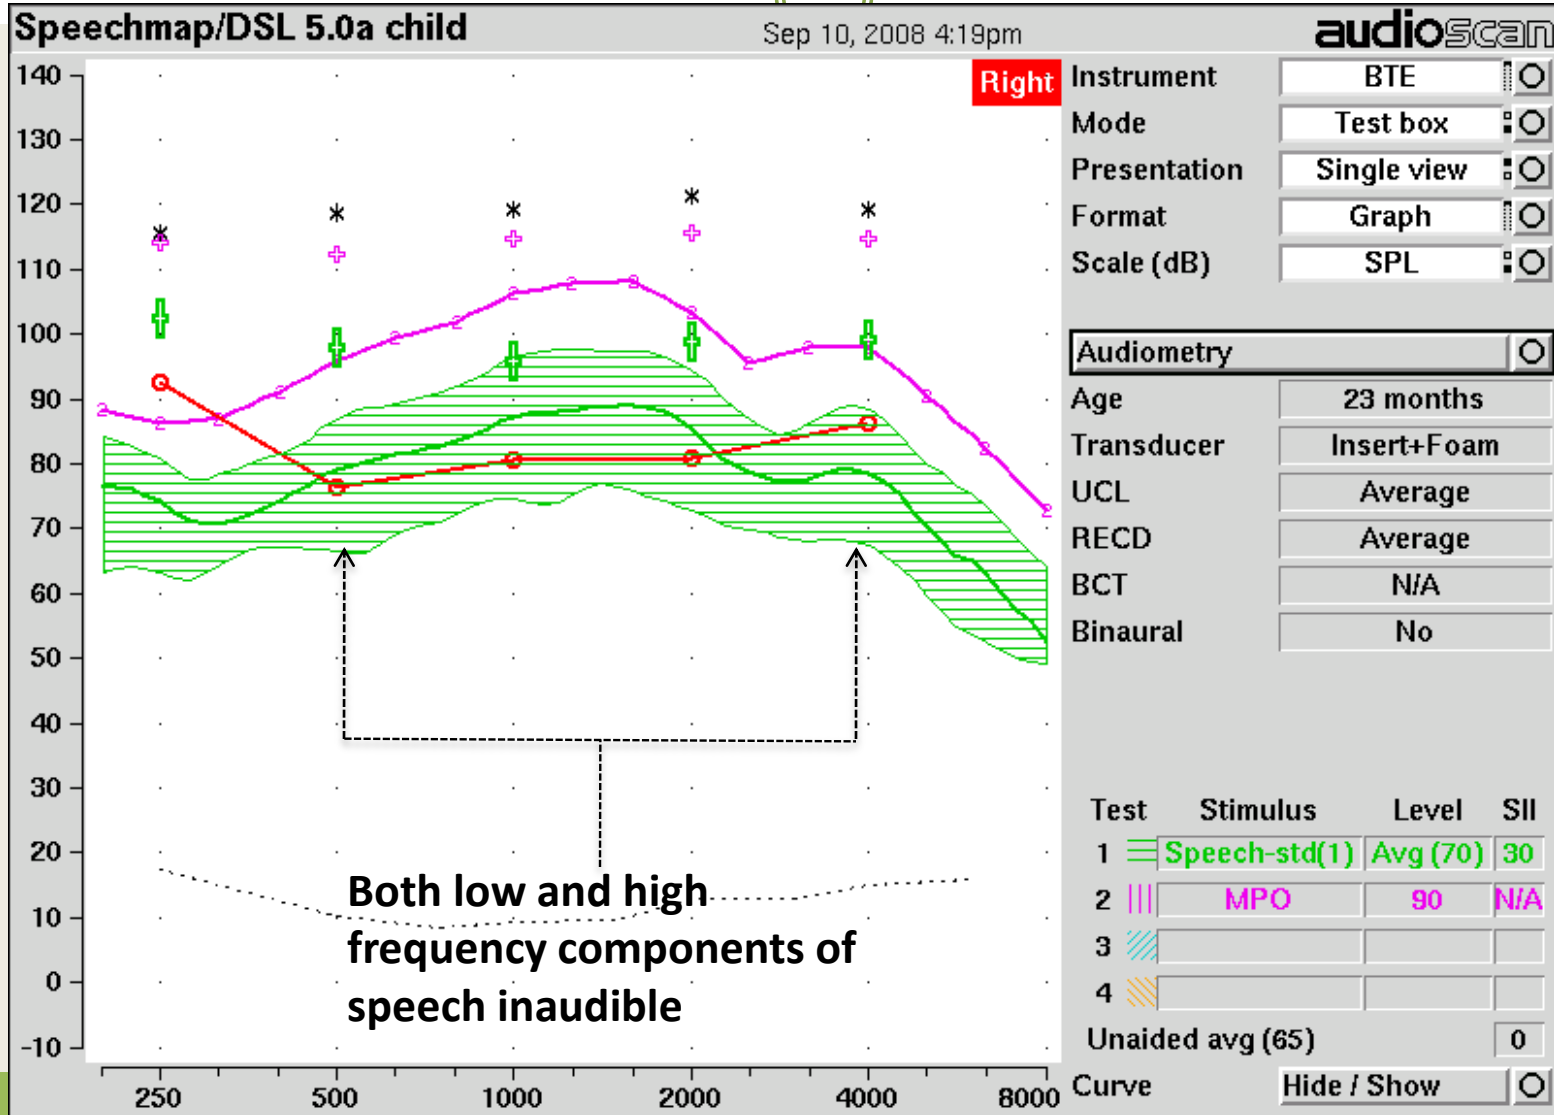 Speechmap/DSL 5.0a child Sep 10, 2008 4:19pm audioscan
140
130
120
110
100
90
80
70
60
50
40
30
20
10
0
-10
250 500 1000 2000 4000 8000
Right
Both low and high
frequency components of
speech inaudible
Instrument BTE
Mode Test box
Presentation Single view
Format Graph
Scale (dB) SPL
Audiometry
Age 23 months
Transducer Insert+Foam
UCL Average
RECD Average
BCT N/A
Binaural No
Test Stimulus Level SII
1 Speech-std(1) Avg (70) 30
2 MPO 90 N/A
3
4
Unaided avg (65) 0
Curve Hide / Show